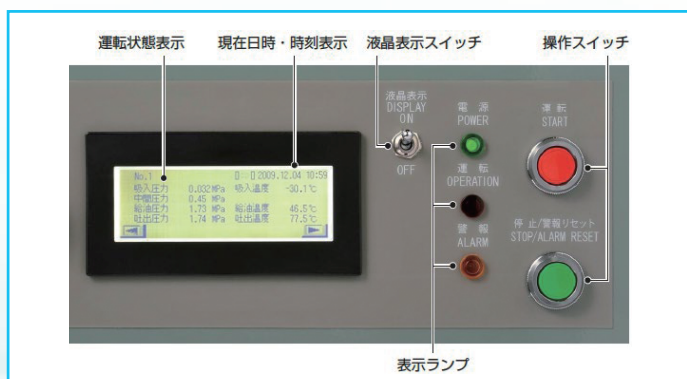 運転状態表示 現在日時・時刻表示 液晶表示スイッチ 操作スイッチ
液晶表示
DISPLAY
ON
OFF
電源
POWER
運転
OPERATION
警報
ALARM
運転
START
停止/警報リセット
STOP/ALARM RESET
No.1 2009.12.04 10:59
吸入圧力 0.032 MPa 吸入温度 -30.1℃
中間圧力 0.45 MPa
給油圧力 1.73 MPa 給油温度 46.5℃
吐出圧力 1.74 MPa 吐出温度 77.5℃
表示ランプ